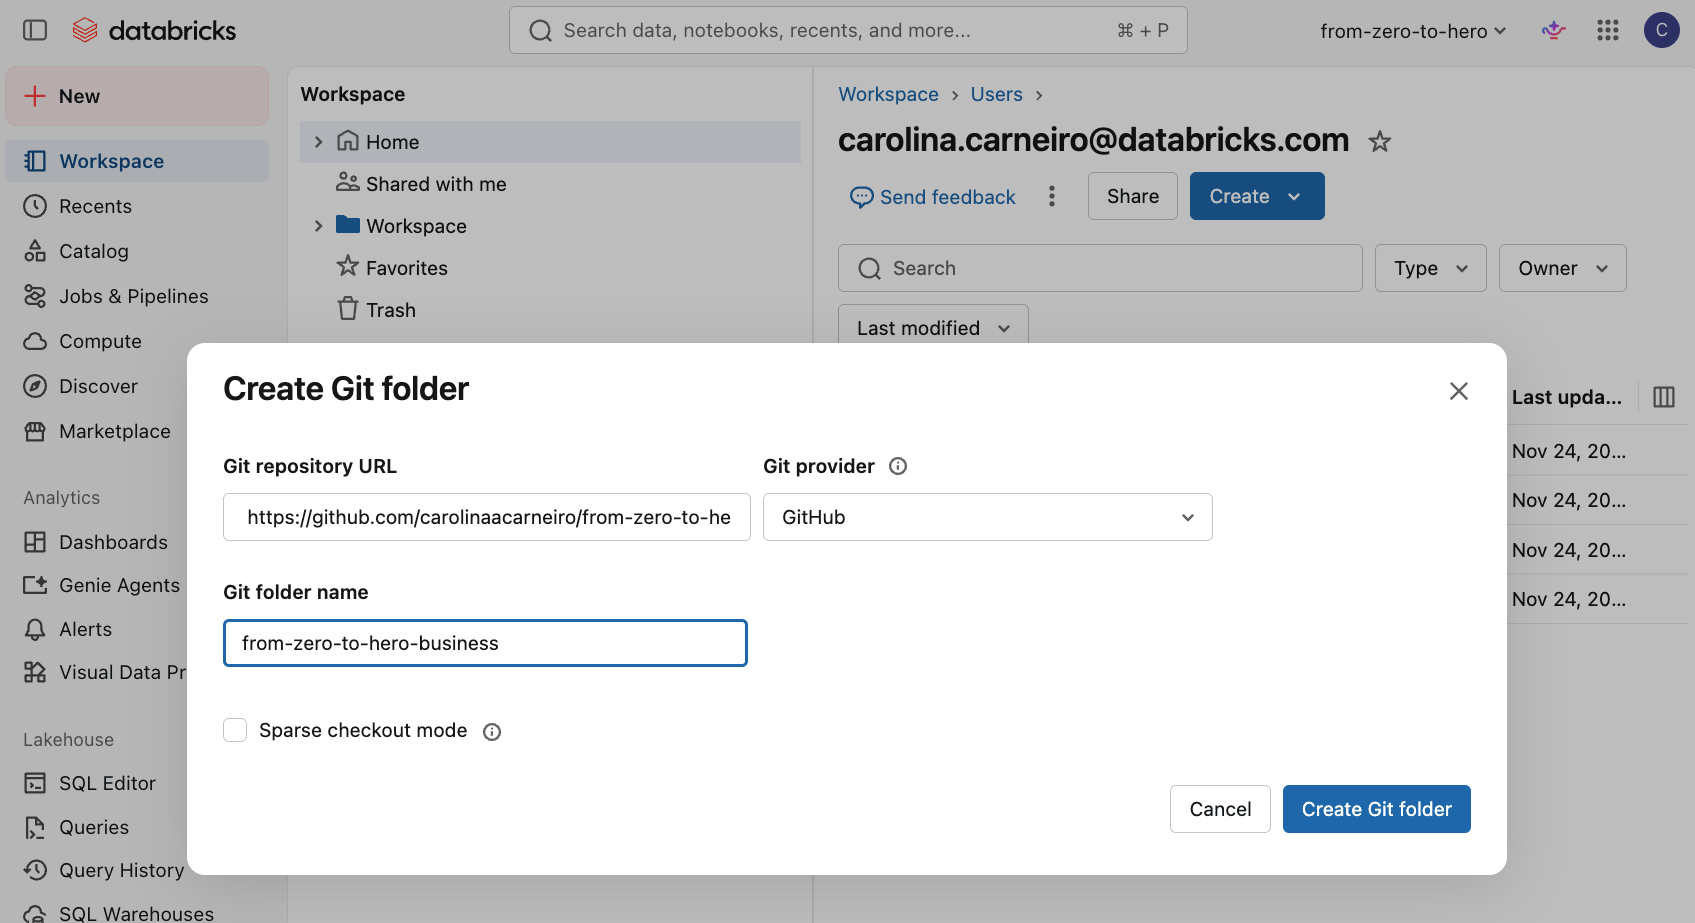 databricks
Search data, notebooks, recents, and more...
⌘ + P
from-zero-to-hero
C
New
Workspace
Recents
Catalog
Jobs & Pipelines
Compute
Discover
Marketplace
Analytics
Dashboards
Genie Agents
Alerts
Visual Data Pr
Lakehouse
SQL Editor
Queries
Query History
SQL Warehouses
Workspace
Home
Shared with me
Workspace
Favorites
Trash
Workspace › Users ›
carolina.carneiro@databricks.com
Send feedback
Share
Create
Search
Type
Owner
Last modified
Last upda...
Nov 24, 20...
Nov 24, 20...
Nov 24, 20...
Nov 24, 20...
Create Git folder
Git repository URL
Git provider
https://github.com/carolinaacarneiro/from-zero-to-he
GitHub
Git folder name
from-zero-to-hero-business
Sparse checkout mode
Cancel
Create Git folder